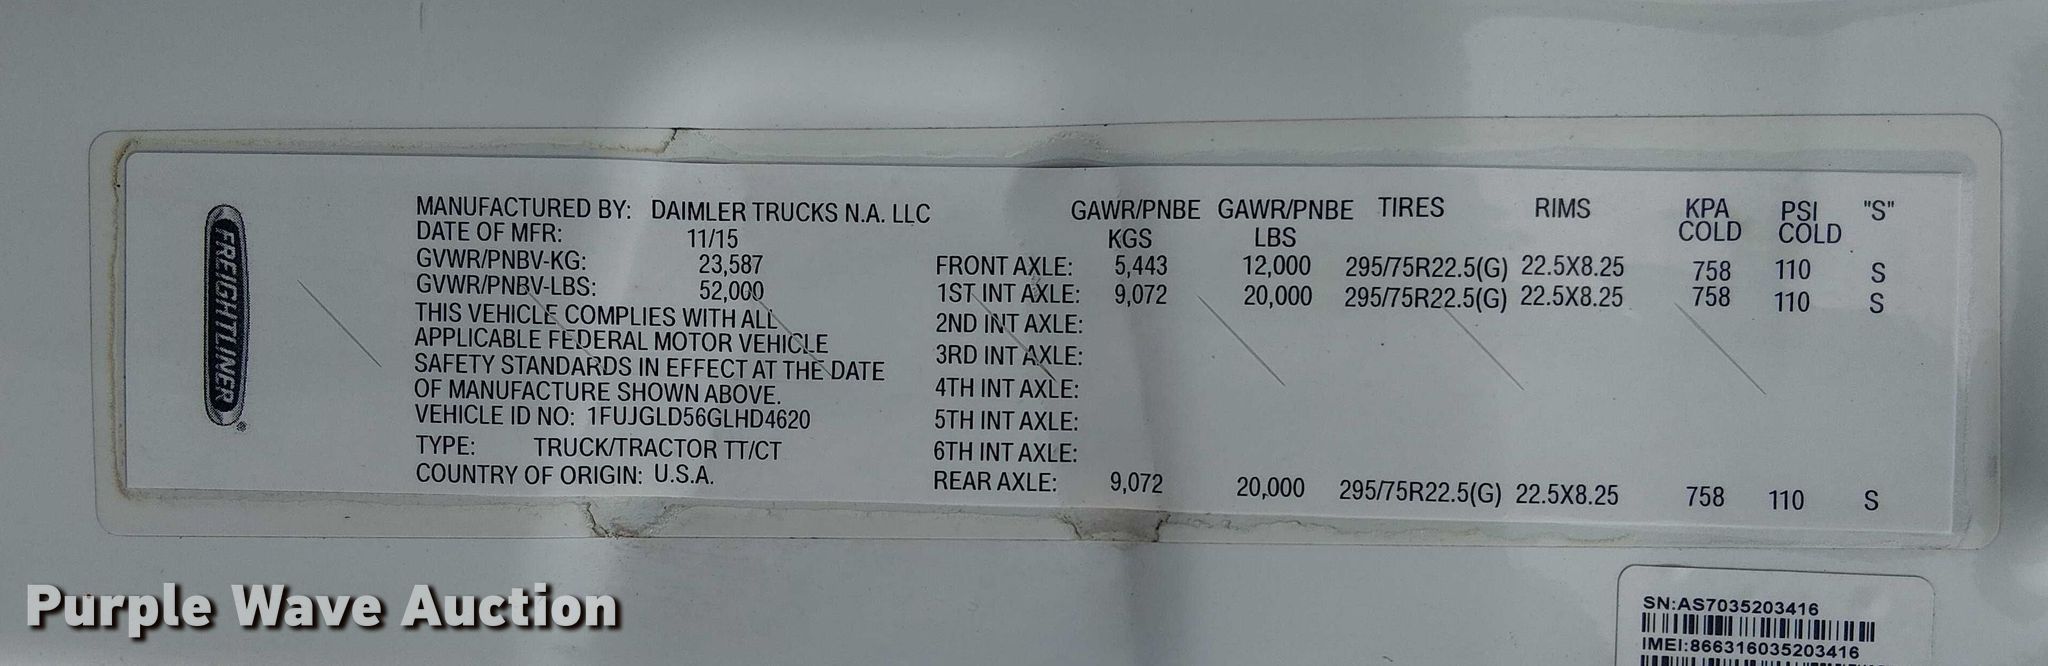 FREIGHTLINER
MANUFACTURED BY: DAIMLER TRUCKS N.A. LLC
DATE OF MFR: 11/15
GVWR/PNBV-KG: 23,587
GVWR/PNBV-LBS: 52,000
THIS VEHICLE COMPLIES WITH ALL
APPLICABLE FEDERAL MOTOR VEHICLE
SAFETY STANDARDS IN EFFECT AT THE DATE
OF MANUFACTURE SHOWN ABOVE.
VEHICLE ID NO: 1FUJGLD56GLHD4620
TYPE: TRUCK/TRACTOR TT/CT
COUNTRY OF ORIGIN: U.S.A.
GAWR/PNBE GAWR/PNBE TIRES RIMS KPA PSI "S"
KGS LBS COLD COLD
FRONT AXLE: 5,443 12,000 295/75R22.5(G) 22.5X8.25 758 110 S
1ST INT AXLE: 9,072 20,000 295/75R22.5(G) 22.5X8.25 758 110 S
2ND INT AXLE:
3RD INT AXLE:
4TH INT AXLE:
5TH INT AXLE:
6TH INT AXLE:
REAR AXLE: 9,072 20,000 295/75R22.5(G) 22.5X8.25 758 110 S
SN:AS7035203416
IMEI:866316035203416
Purple Wave Auction